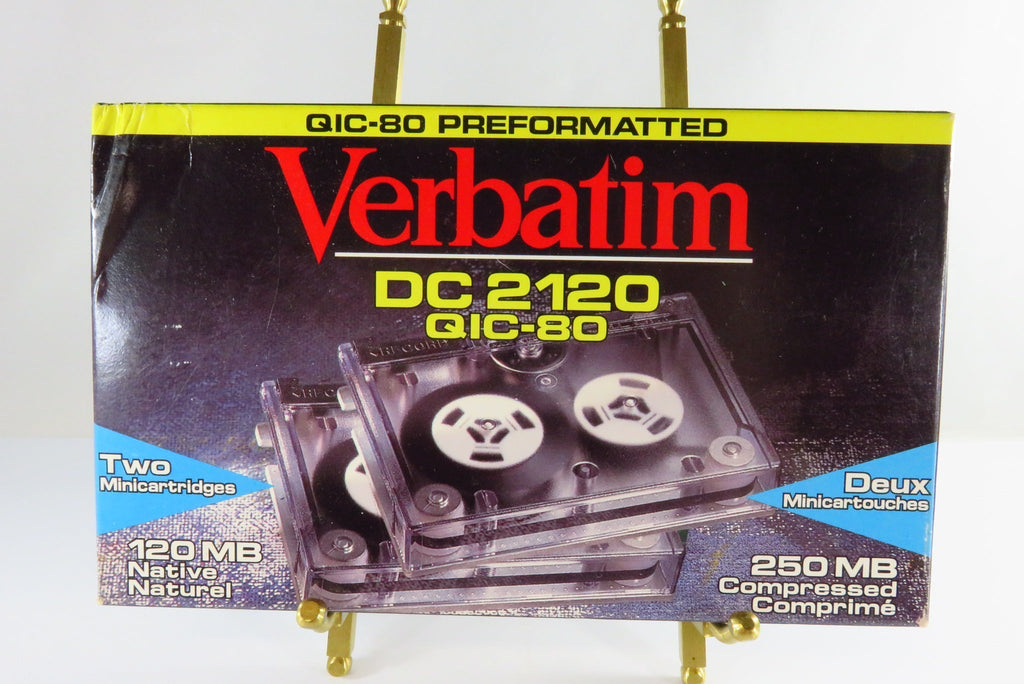 QIC-80 PREFORMATTED
Verbatim
DC 2120
QIC-80
Two
Minicartridges
Deux
Minicartouches
120 MB
Native
Naturel
250 MB
Compressed
Comprimé